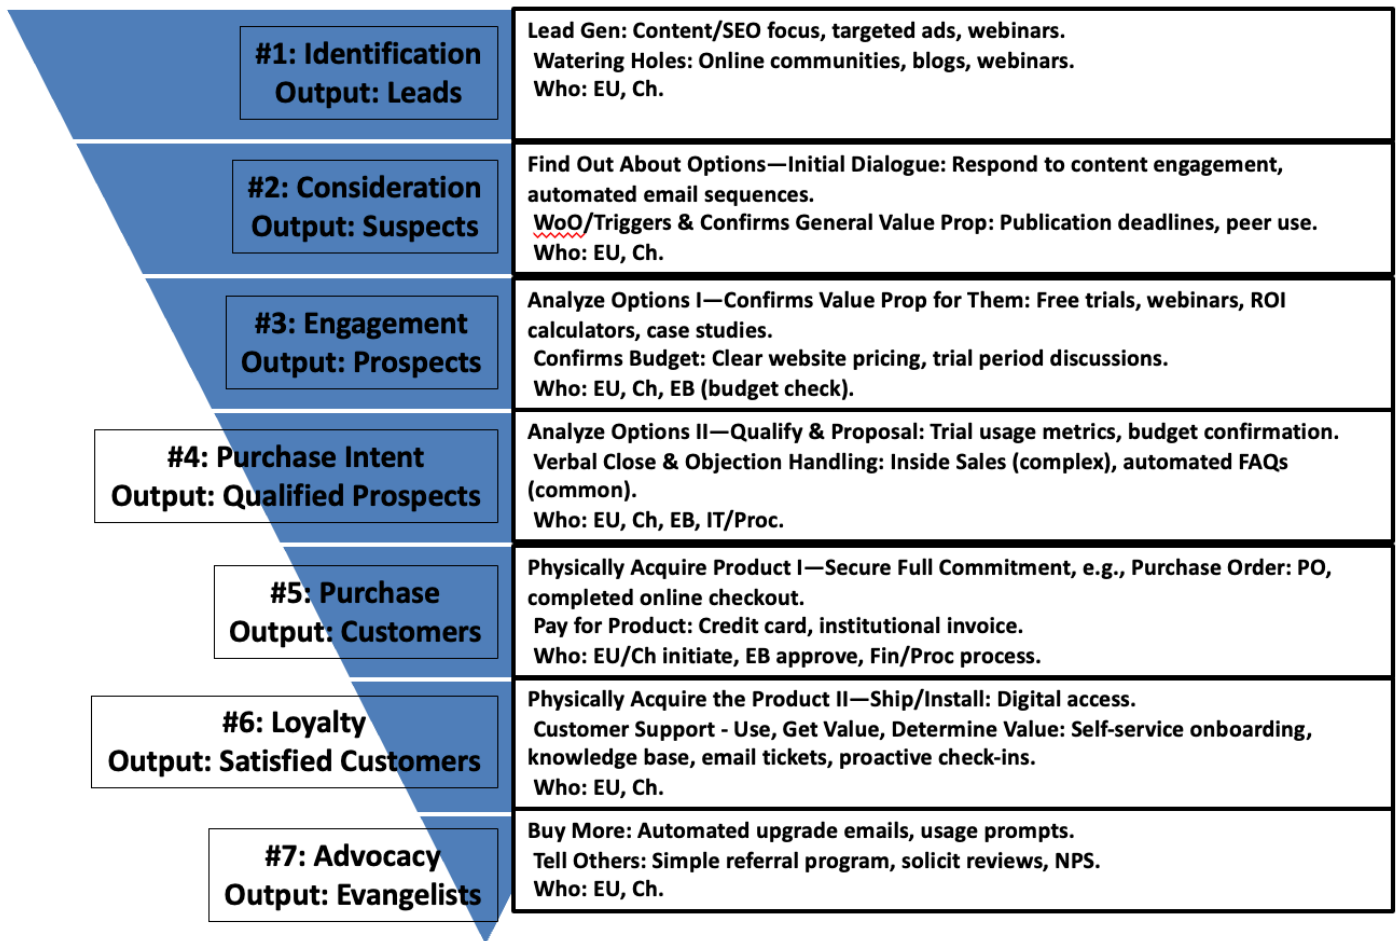 #1: Identification
Output: Leads
Lead Gen: Content/SEO focus, targeted ads, webinars.
Watering Holes: Online communities, blogs, webinars.
Who: EU, Ch.
#2: Consideration
Output: Suspects
Find Out About Options—Initial Dialogue: Respond to content engagement,
automated email sequences.
WoO/Triggers & Confirms General Value Prop: Publication deadlines, peer use.
Who: EU, Ch.
#3: Engagement
Output: Prospects
Analyze Options I—Confirms Value Prop for Them: Free trials, webinars, ROI
calculators, case studies.
Confirms Budget: Clear website pricing, trial period discussions.
Who: EU, Ch, EB (budget check).
#4: Purchase Intent
Output: Qualified Prospects
Analyze Options II—Qualify & Proposal: Trial usage metrics, budget confirmation.
Verbal Close & Objection Handling: Inside Sales (complex), automated FAQs
(common).
Who: EU, Ch, EB, IT/Proc.
#5: Purchase
Output: Customers
Physically Acquire Product I—Secure Full Commitment, e.g., Purchase Order: PO,
completed online checkout.
Pay for Product: Credit card, institutional invoice.
Who: EU/Ch initiate, EB approve, Fin/Proc process.
#6: Loyalty
Output: Satisfied Customers
Physically Acquire the Product II—Ship/Install: Digital access.
Customer Support - Use, Get Value, Determine Value: Self-service onboarding,
knowledge base, email tickets, proactive check-ins.
Who: EU, Ch.
#7: Advocacy
Output: Evangelists
Buy More: Automated upgrade emails, usage prompts.
Tell Others: Simple referral program, solicit reviews, NPS.
Who: EU, Ch.